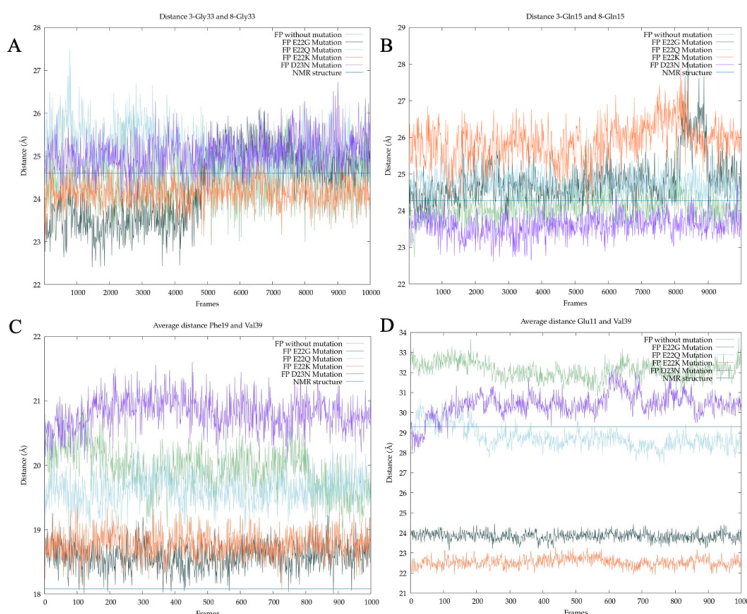 A
Distance 3-Gly33 and 8-Gly33
FP without mutation
FP E22G Mutation
FP E22Q Mutation
FP E22K Mutation
FP D23N Mutation
NMR structure
Distance (Å)
28
27
26
25
24
23
22
1000 2000 3000 4000 5000 6000 7000 8000 9000 10000
Frames
B
Distance 3-Gln15 and 8-Gln15
FP without mutation
FP E22G Mutation
FP E22Q Mutation
FP E22K Mutation
FP D23N Mutation
NMR structure
Distance (Å)
29
28
27
26
25
24
23
22
1000 2000 3000 4000 5000 6000 7000 8000 9000
Frames
C
Average distance Phe19 and Val39
FP without mutation
FP E22G Mutation
FP E22Q Mutation
FP E22K Mutation
FP D23N Mutation
NMR structure
Distance (Å)
22
21
20
19
18
0 100 200 300 400 500 600 700 800 900 1000
Frames
D
Average distance Glu11 and Val39
FP without mutation
FP E22G Mutation
FP E22Q Mutation
FP E22K Mutation
FP D23N Mutation
NMR structure
Distance (Å)
34
33
32
31
30
29
28
27
26
25
24
23
22
21
0 100 200 300 400 500 600 700 800 900 1000
Frames